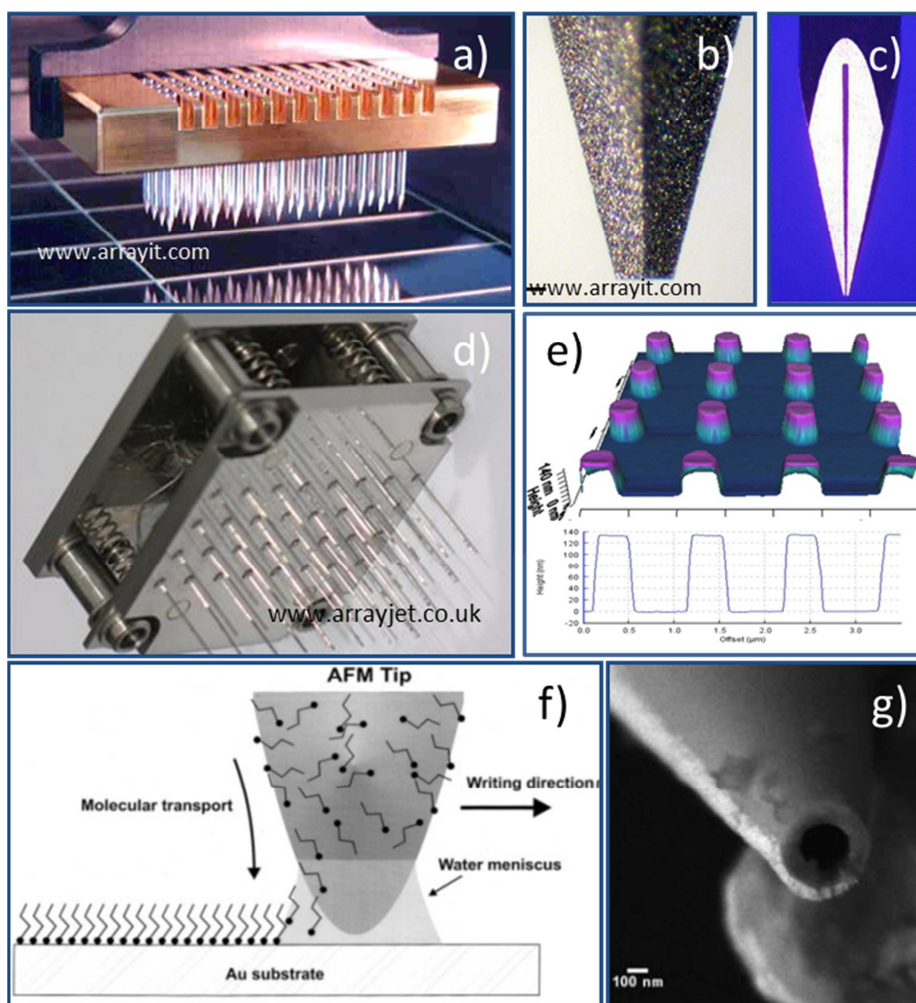 a)
www.arrayit.com
b)
www.arrayit.com
c)
d)
www.arrayjet.co.uk
e)
140 nm
0 nm
Height
Height (nm)
140
120
100
80
60
40
20
0
-20
0.0
0.5
1.0
1.5
2.0
2.5
3.0
Offset (µm)
AFM Tip
f)
Molecular transport
Writing direction
Water meniscus
Au substrate
g)
100 nm